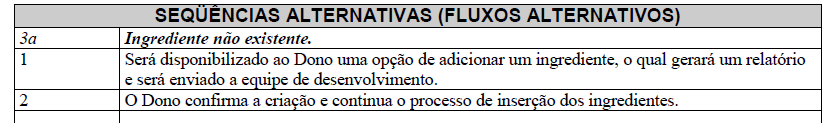 SEQÜÊNCIAS ALTERNATIVAS (FLUXOS ALTERNATIVOS)
3a Ingrediente não existente.
1 Será disponibilizado ao Dono uma opção de adicionar um ingrediente, o qual gerará um relatório
e será enviado a equipe de desenvolvimento.
2 O Dono confirma a criação e continua o processo de inserção dos ingredientes.